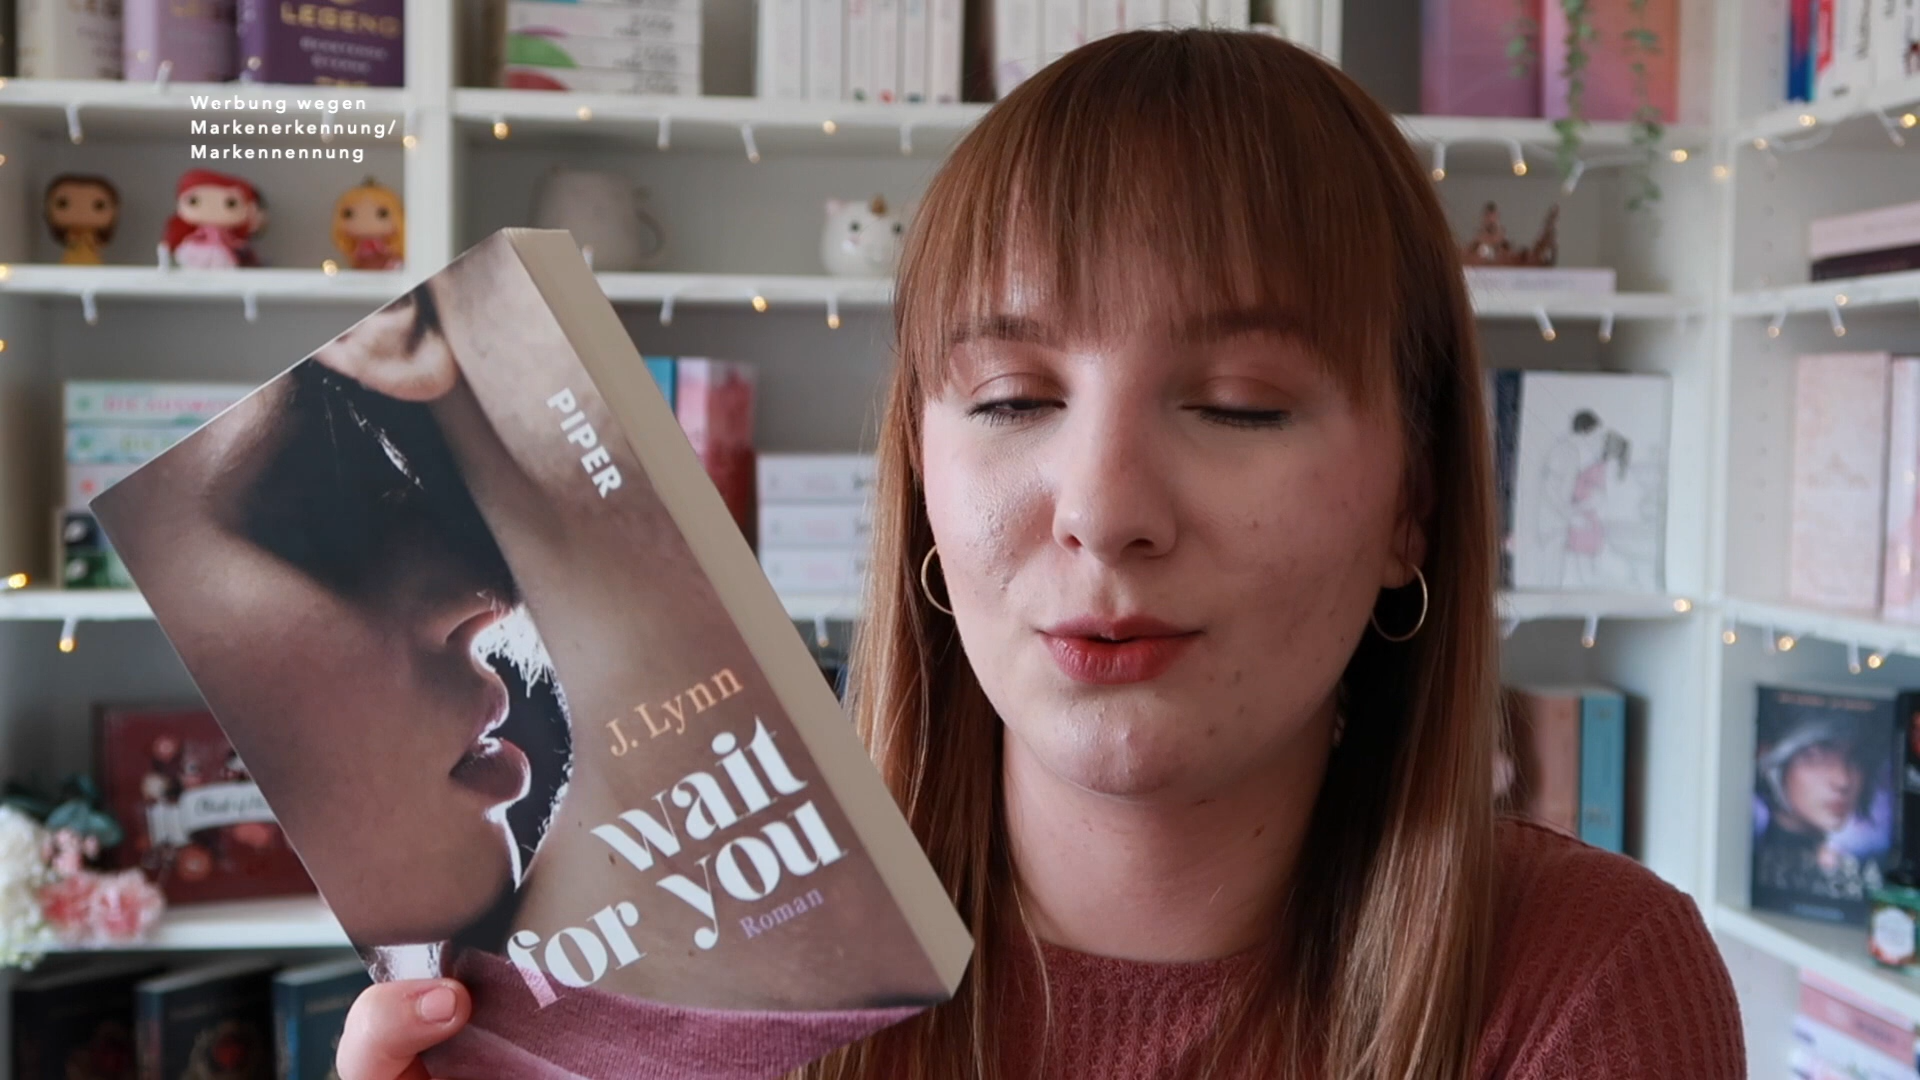 LEGEND
Werbung wegen
Markenerkennung/
Markennennung
PIPER
J. Lynn
wait
for you
Roman